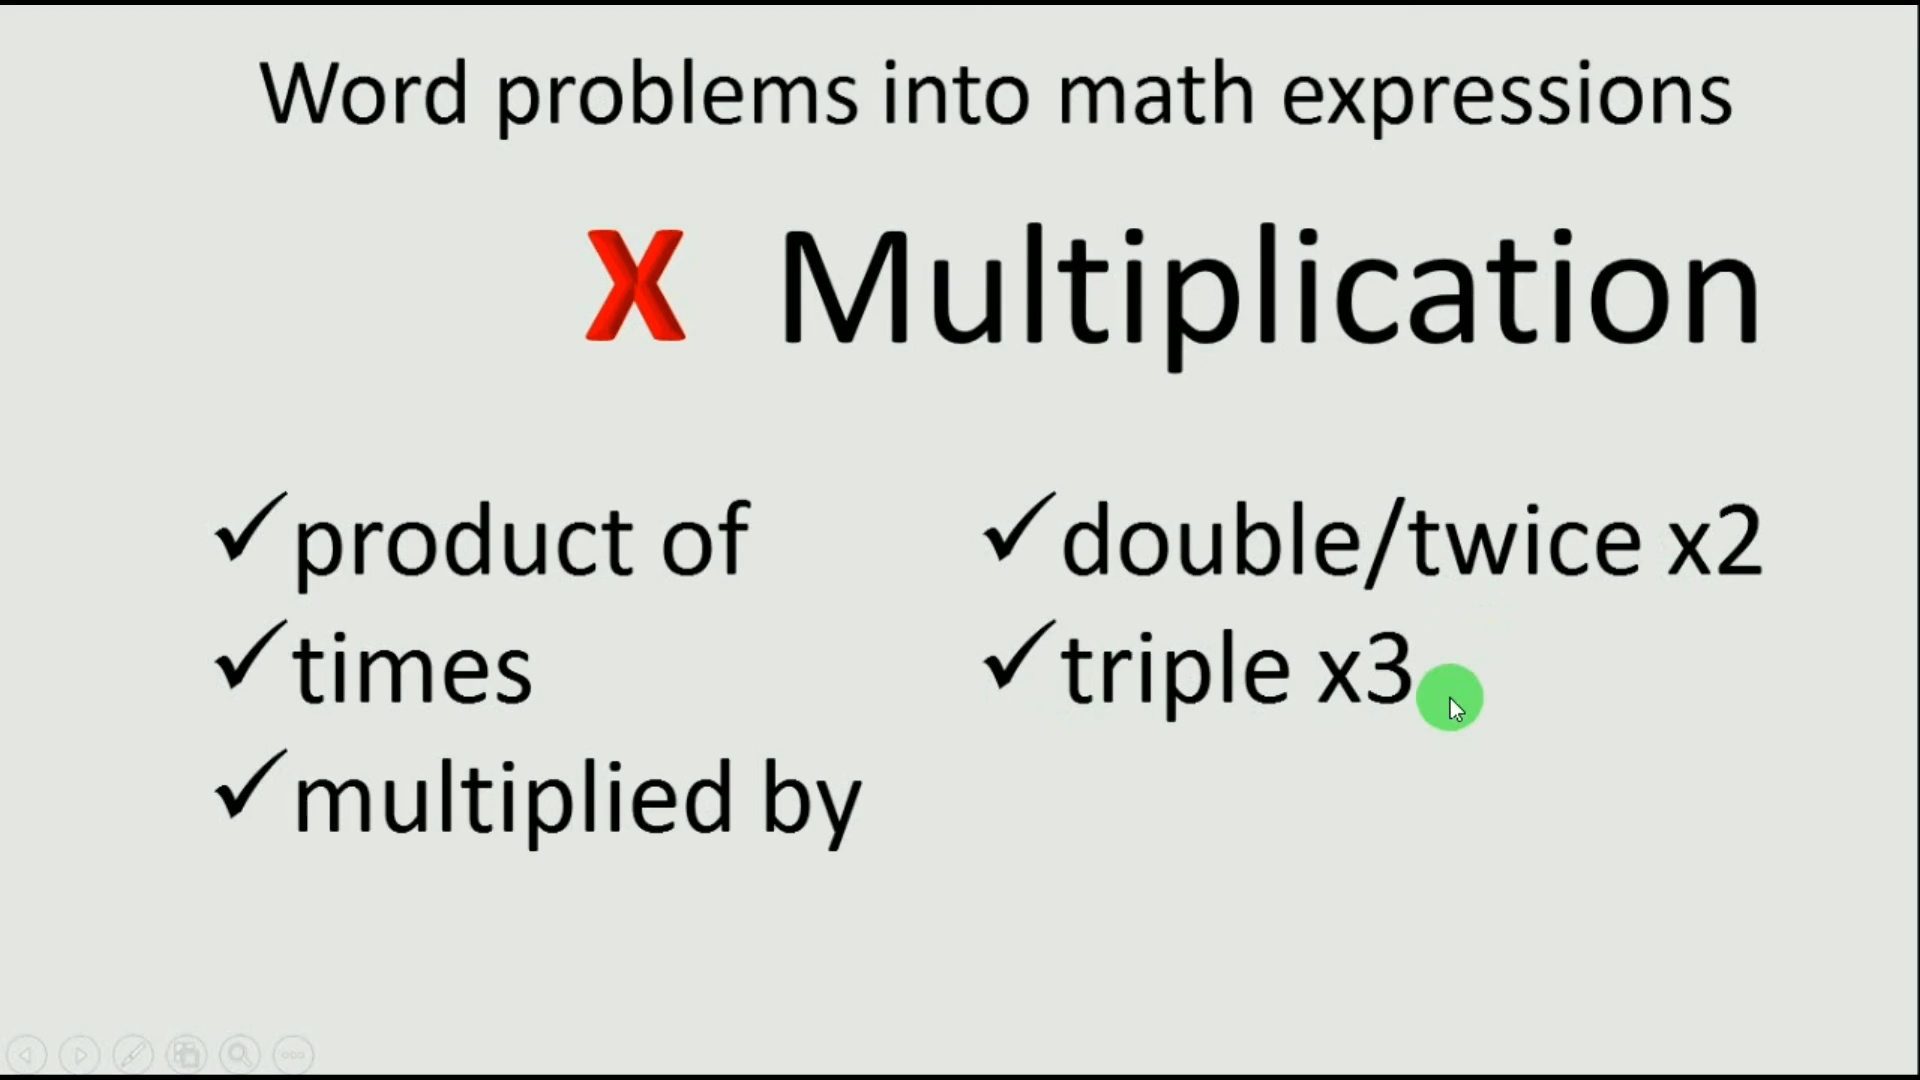 Word problems into math expressions
X Multiplication
✓product of
✓times
✓multiplied by
✓double/twice x2
✓triple x3